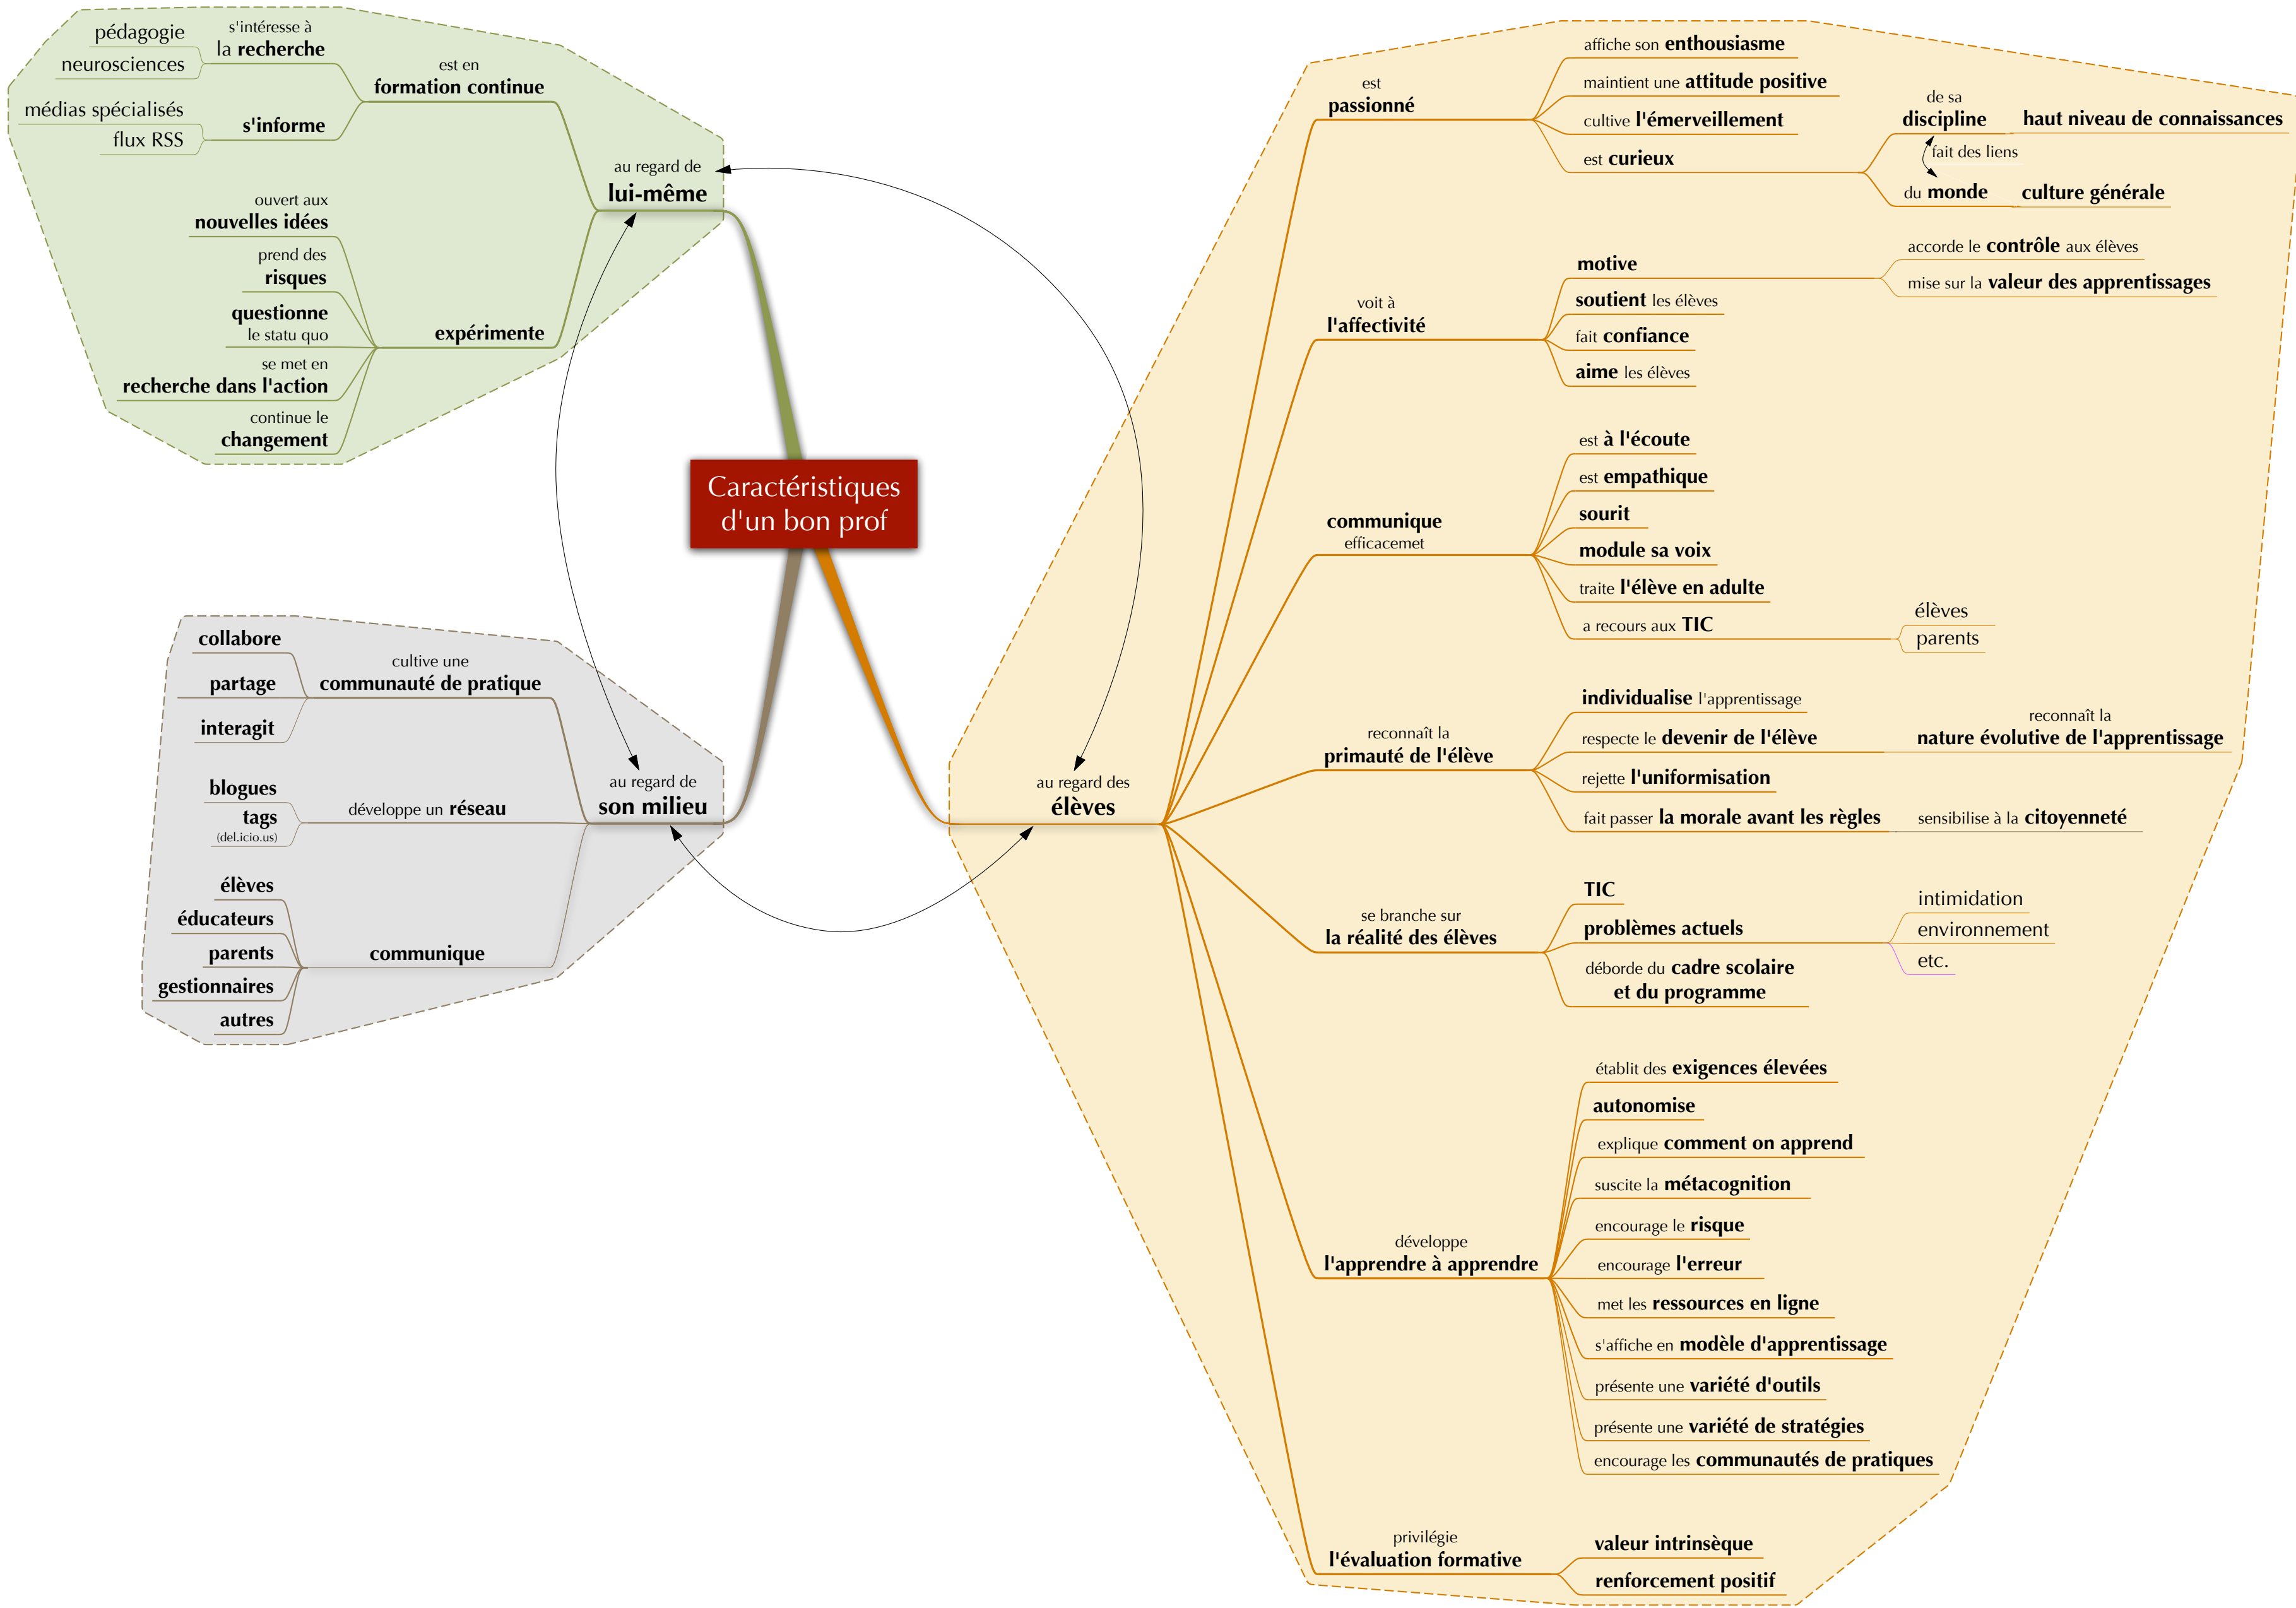 Caractéristiques
d'un bon prof
au regard de
lui-même
est en
formation continue
s'intéresse à
la recherche
pédagogie
neurosciences
s'informe
médias spécialisés
flux RSS
expérimente
ouvert aux
nouvelles idées
prend des
risques
questionne
le statu quo
se met en
recherche dans l'action
continue le
changement
au regard de
son milieu
cultive une
communauté de pratique
collabore
partage
interagit
développe un réseau
blogues
tags
(del.icio.us)
communique
élèves
éducateurs
parents
gestionnaires
autres
au regard des
élèves
est
passionné
affiche son enthousiasme
maintient une attitude positive
cultive l'émerveillement
est curieux
de sa
discipline
haut niveau de connaissances
fait des liens
du monde
culture générale
voit à
l'affectivité
motive
accorde le contrôle aux élèves
mise sur la valeur des apprentissages
soutient les élèves
fait confiance
aime les élèves
communique
efficacemet
est à l'écoute
est empathique
sourit
module sa voix
traite l'élève en adulte
a recours aux TIC
élèves
parents
reconnaît la
primauté de l'élève
individualise l'apprentissage
respecte le devenir de l'élève
reconnaît la
nature évolutive de l'apprentissage
rejette l'uniformisation
fait passer la morale avant les règles
sensibilise à la citoyenneté
se branche sur
la réalité des élèves
TIC
problèmes actuels
intimidation
environnement
etc.
déborde du cadre scolaire
et du programme
développe
l'apprendre à apprendre
établit des exigences élevées
autonomise
explique comment on apprend
suscite la métacognition
encourage le risque
encourage l'erreur
met les ressources en ligne
s'affiche en modèle d'apprentissage
présente une variété d'outils
présente une variété de stratégies
encourage les communautés de pratiques
privilégie
l'évaluation formative
valeur intrinsèque
renforcement positif